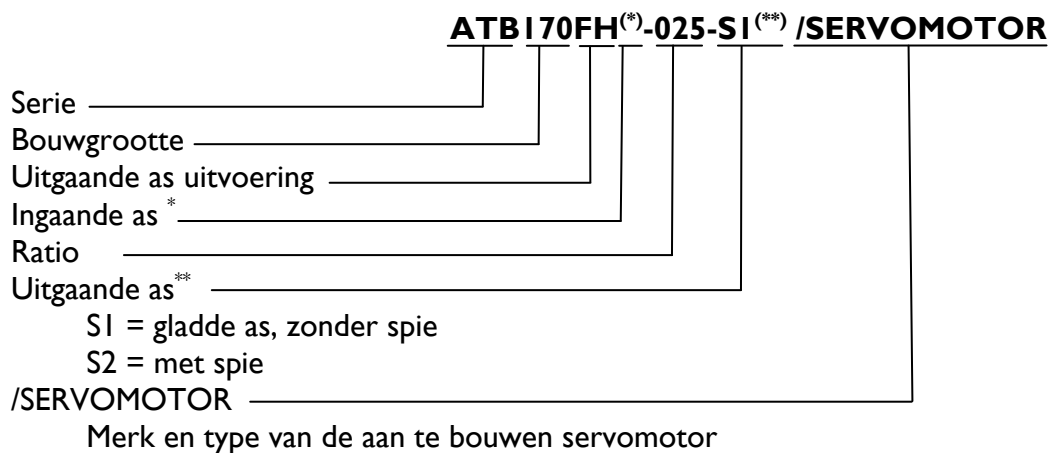 ATB170FH(*)-025-S1(**) /SERVOMOTOR
Serie
Bouwgrootte
Uitgaande as uitvoering
Ingaande as *
Ratio
Uitgaande as**
S1 = gladde as, zonder spie
S2 = met spie
/SERVOMOTOR
Merk en type van de aan te bouwen servomotor